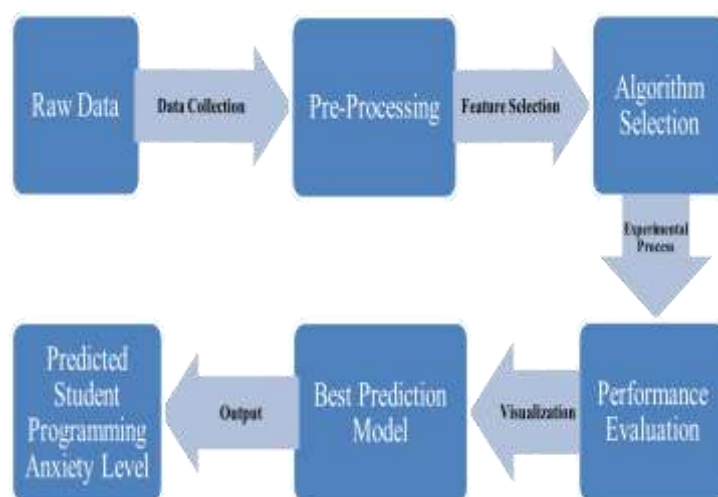 Raw Data
Data Collection
Pre-Processing
Feature Selection
Algorithm
Selection
Experimental
Process
Performance
Evaluation
Visualization
Best Prediction
Model
Output
Predicted
Student
Programming
Anxiety Level